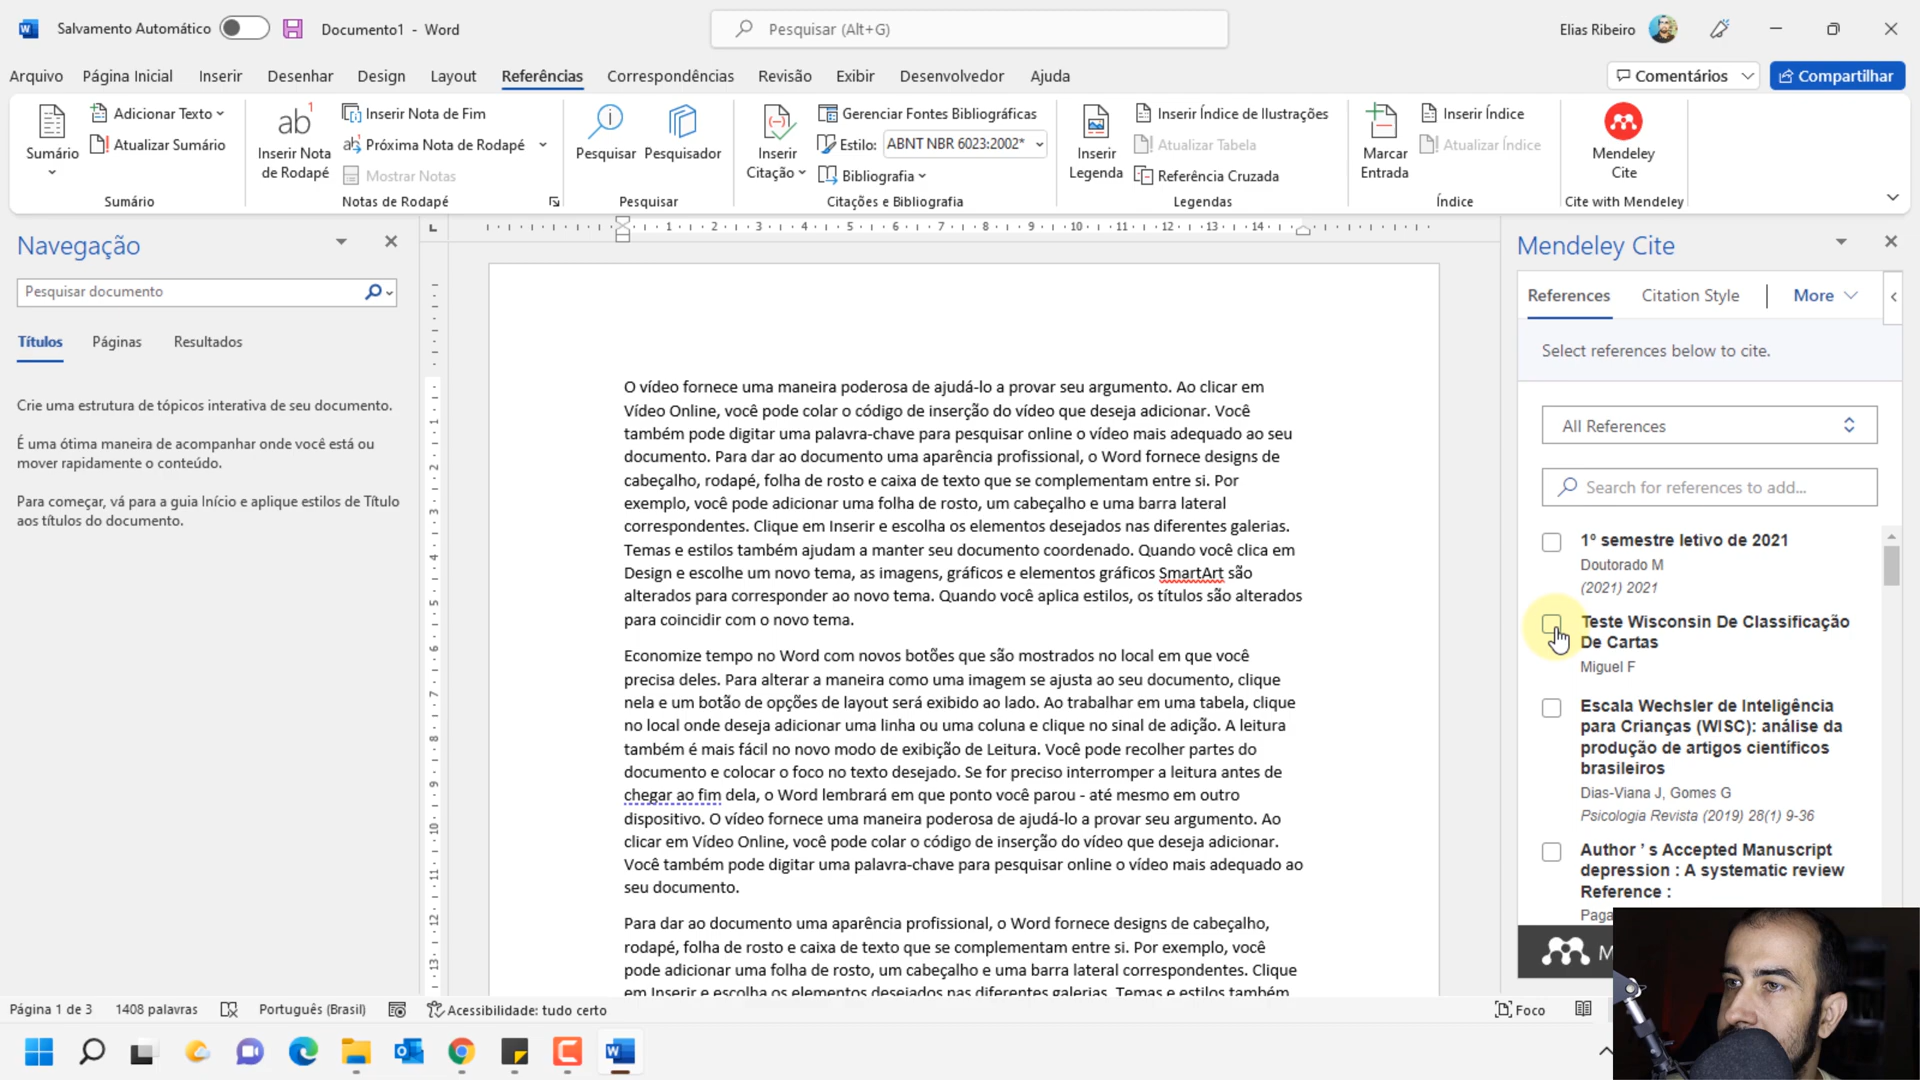 Salvamento Automático
Documento1 - Word
Pesquisar (Alt+G)
Elias Ribeiro
Arquivo Página Inicial Inserir Desenhar Design Layout Referências Correspondências Revisão Exibir Desenvolvedor Ajuda
Comentários
Compartilhar
Sumário
Adicionar Texto
Atualizar Sumário
Sumário
ab1
Inserir Nota
de Rodapé
Inserir Nota de Fim
Próxima Nota de Rodapé
Mostrar Notas
Notas de Rodapé
Pesquisar
Pesquisador
Pesquisar
Inserir
Citação
Gerenciar Fontes Bibliográficas
Estilo: ABNT NBR 6023:2002*
Bibliografia
Citações e Bibliografia
Inserir
Legenda
Inserir Índice de Ilustrações
Atualizar Tabela
Referência Cruzada
Legendas
Marcar
Entrada
Inserir Índice
Atualizar Índice
Índice
Mendeley
Cite
Cite with Mendeley
Navegação
Pesquisar documento
Títulos Páginas Resultados
Crie uma estrutura de tópicos interativa de seu documento.
É uma ótima maneira de acompanhar onde você está ou
mover rapidamente o conteúdo.
Para começar, vá para a guia Início e aplique estilos de Título
aos títulos do documento.
L
1 2 3 4 5 6 7 8 9 10 11 12 13 14
1
2
3
4
5
6
7
8
9
10
11
12
13
O vídeo fornece uma maneira poderosa de ajudá-lo a provar seu argumento. Ao clicar em
Vídeo Online, você pode colar o código de inserção do vídeo que deseja adicionar. Você
também pode digitar uma palavra-chave para pesquisar online o vídeo mais adequado ao seu
documento. Para dar ao documento uma aparência profissional, o Word fornece designs de
cabeçalho, rodapé, folha de rosto e caixa de texto que se complementam entre si. Por
exemplo, você pode adicionar uma folha de rosto, um cabeçalho e uma barra lateral
correspondentes. Clique em Inserir e escolha os elementos desejados nas diferentes galerias.
Temas e estilos também ajudam a manter seu documento coordenado. Quando você clica em
Design e escolhe um novo tema, as imagens, gráficos e elementos gráficos SmartArt são
alterados para corresponder ao novo tema. Quando você aplica estilos, os títulos são alterados
para coincidir com o novo tema.
Economize tempo no Word com novos botões que são mostrados no local em que você
precisa deles. Para alterar a maneira como uma imagem se ajusta ao seu documento, clique
nela e um botão de opções de layout será exibido ao lado. Ao trabalhar em uma tabela, clique
no local onde deseja adicionar uma linha ou uma coluna e clique no sinal de adição. A leitura
também é mais fácil no novo modo de exibição de Leitura. Você pode recolher partes do
documento e colocar o foco no texto desejado. Se for preciso interromper a leitura antes de
chegar ao fim dela, o Word lembrará em que ponto você parou - até mesmo em outro
dispositivo. O vídeo fornece uma maneira poderosa de ajudá-lo a provar seu argumento. Ao
clicar em Vídeo Online, você pode colar o código de inserção do vídeo que deseja adicionar.
Você também pode digitar uma palavra-chave para pesquisar online o vídeo mais adequado ao
seu documento.
Para dar ao documento uma aparência profissional, o Word fornece designs de cabeçalho,
rodapé, folha de rosto e caixa de texto que se complementam entre si. Por exemplo, você
pode adicionar uma folha de rosto, um cabeçalho e uma barra lateral correspondentes. Clique
em Inserir e escolha os elementos desejados nas diferentes galerias. Temas e estilos também
Mendeley Cite
References Citation Style More
Select references below to cite.
All References
Search for references to add...
1º semestre letivo de 2021
Doutorado M
(2021) 2021
Teste Wisconsin De Classificação
De Cartas
Miguel F
Escala Wechsler de Inteligência
para Crianças (WISC): análise da
produção de artigos científicos
brasileiros
Dias-Viana J, Gomes G
Psicologia Revista (2019) 28(1) 9-36
Author ’ s Accepted Manuscript
depression : A systematic review
Reference :
Paga
M
Página 1 de 3 1408 palavras Português (Brasil) Acessibilidade: tudo certo
Foco